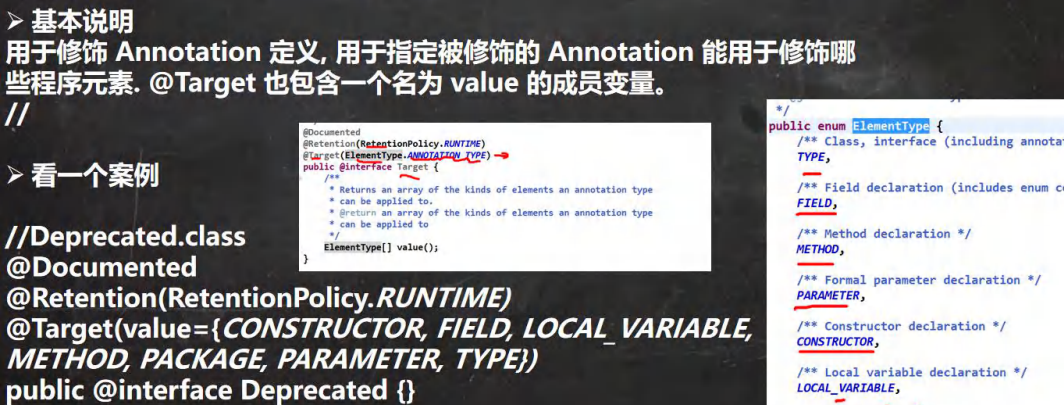 ➢ 基本说明
用于修饰 Annotation 定义, 用于指定被修饰的 Annotation 能用于修饰哪
些程序元素. @Target 也包含一个名为 value 的成员变量。
//
➢ 看一个案例
//Deprecated.class
@Documented
@Retention(RetentionPolicy.RUNTIME)
@Target(value={CONSTRUCTOR, FIELD, LOCAL_VARIABLE,
METHOD, PACKAGE, PARAMETER, TYPE})
public @interface Deprecated {}
@Documented
@Retention(RetentionPolicy.RUNTIME)
@Target(ElementType.ANNOTATION_TYPE)
public @interface Target {
/**
* Returns an array of the kinds of elements an annotation type
* can be applied to.
* @return an array of the kinds of elements an annotation type
* can be applied to
*/
ElementType[] value();
}
*/
public enum ElementType {
/** Class, interface (including annotat
TYPE,
/** Field declaration (includes enum co
FIELD,
/** Method declaration */
METHOD,
/** Formal parameter declaration */
PARAMETER,
/** Constructor declaration */
CONSTRUCTOR,
/** Local variable declaration */
LOCAL_VARIABLE,